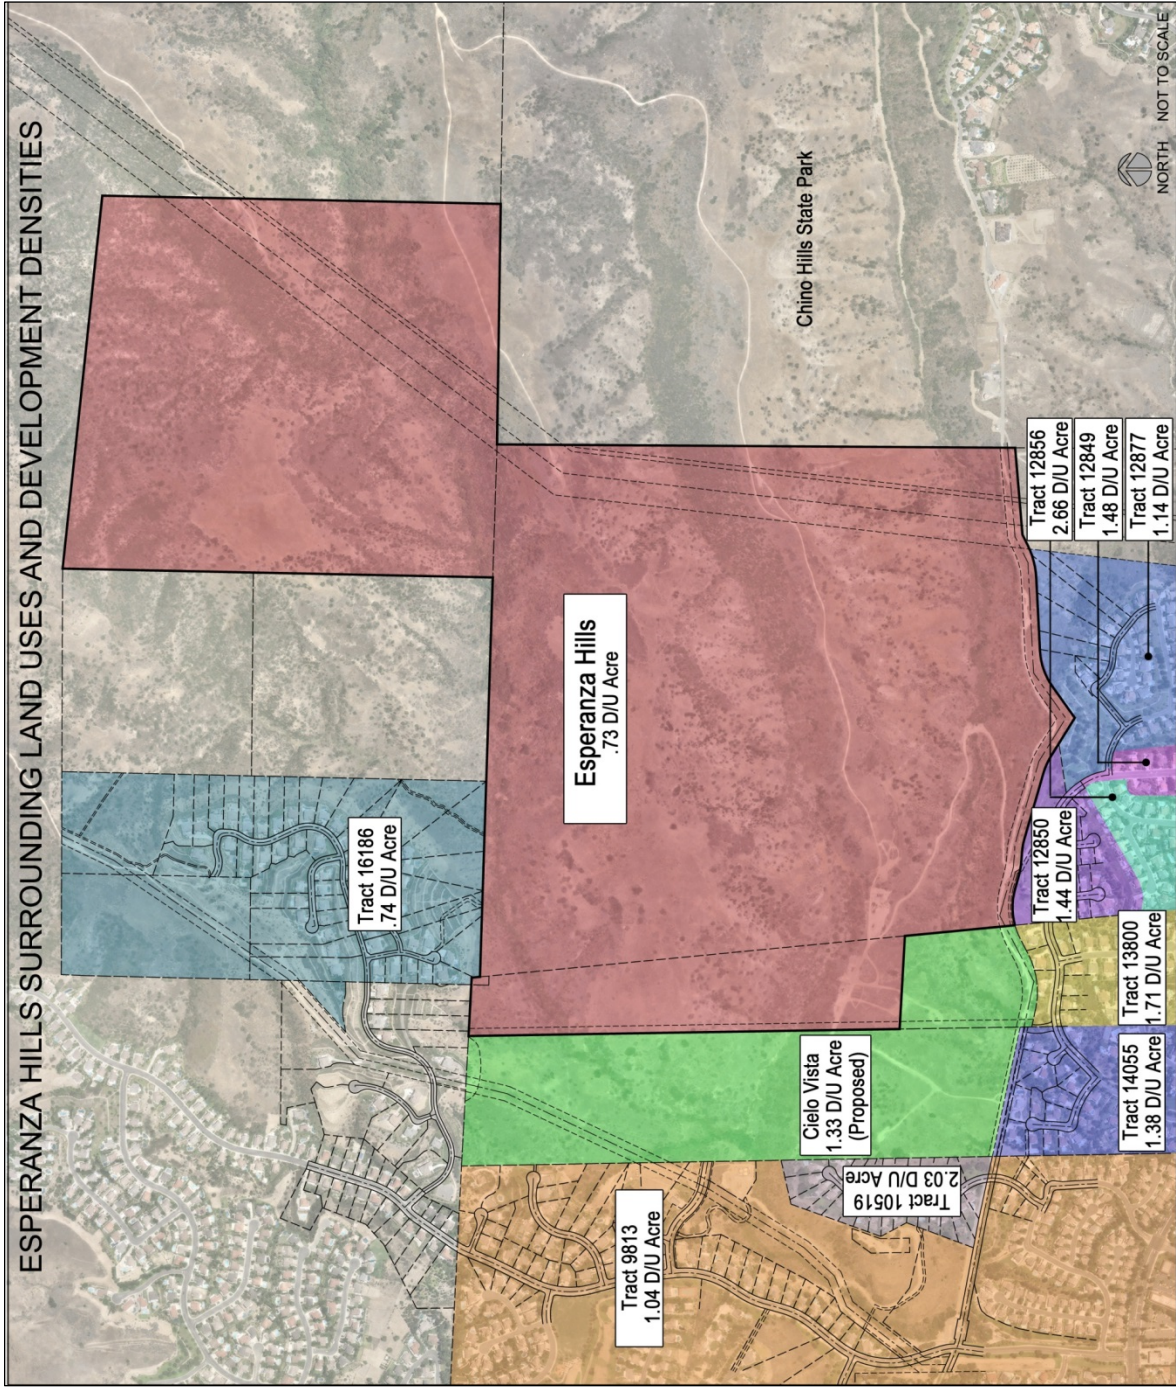 ESPERANZA HILLS SURROUNDING LAND USES AND DEVELOPMENT DENSITIES
Tract 16186
.74 D/U Acre
Esperanza Hills
.73 D/U Acre
Chino Hills State Park
Tract 9813
1.04 D/U Acre
Cielo Vista
1.33 D/U Acre
(Proposed)
Tract 10519
2.03 D/U Acre
Tract 12850
1.44 D/U Acre
Tract 12856
2.66 D/U Acre
Tract 12849
1.48 D/U Acre
Tract 12877
1.14 D/U Acre
Tract 14055
1.38 D/U Acre
Tract 13800
1.71 D/U Acre
NORTH NOT TO SCALE